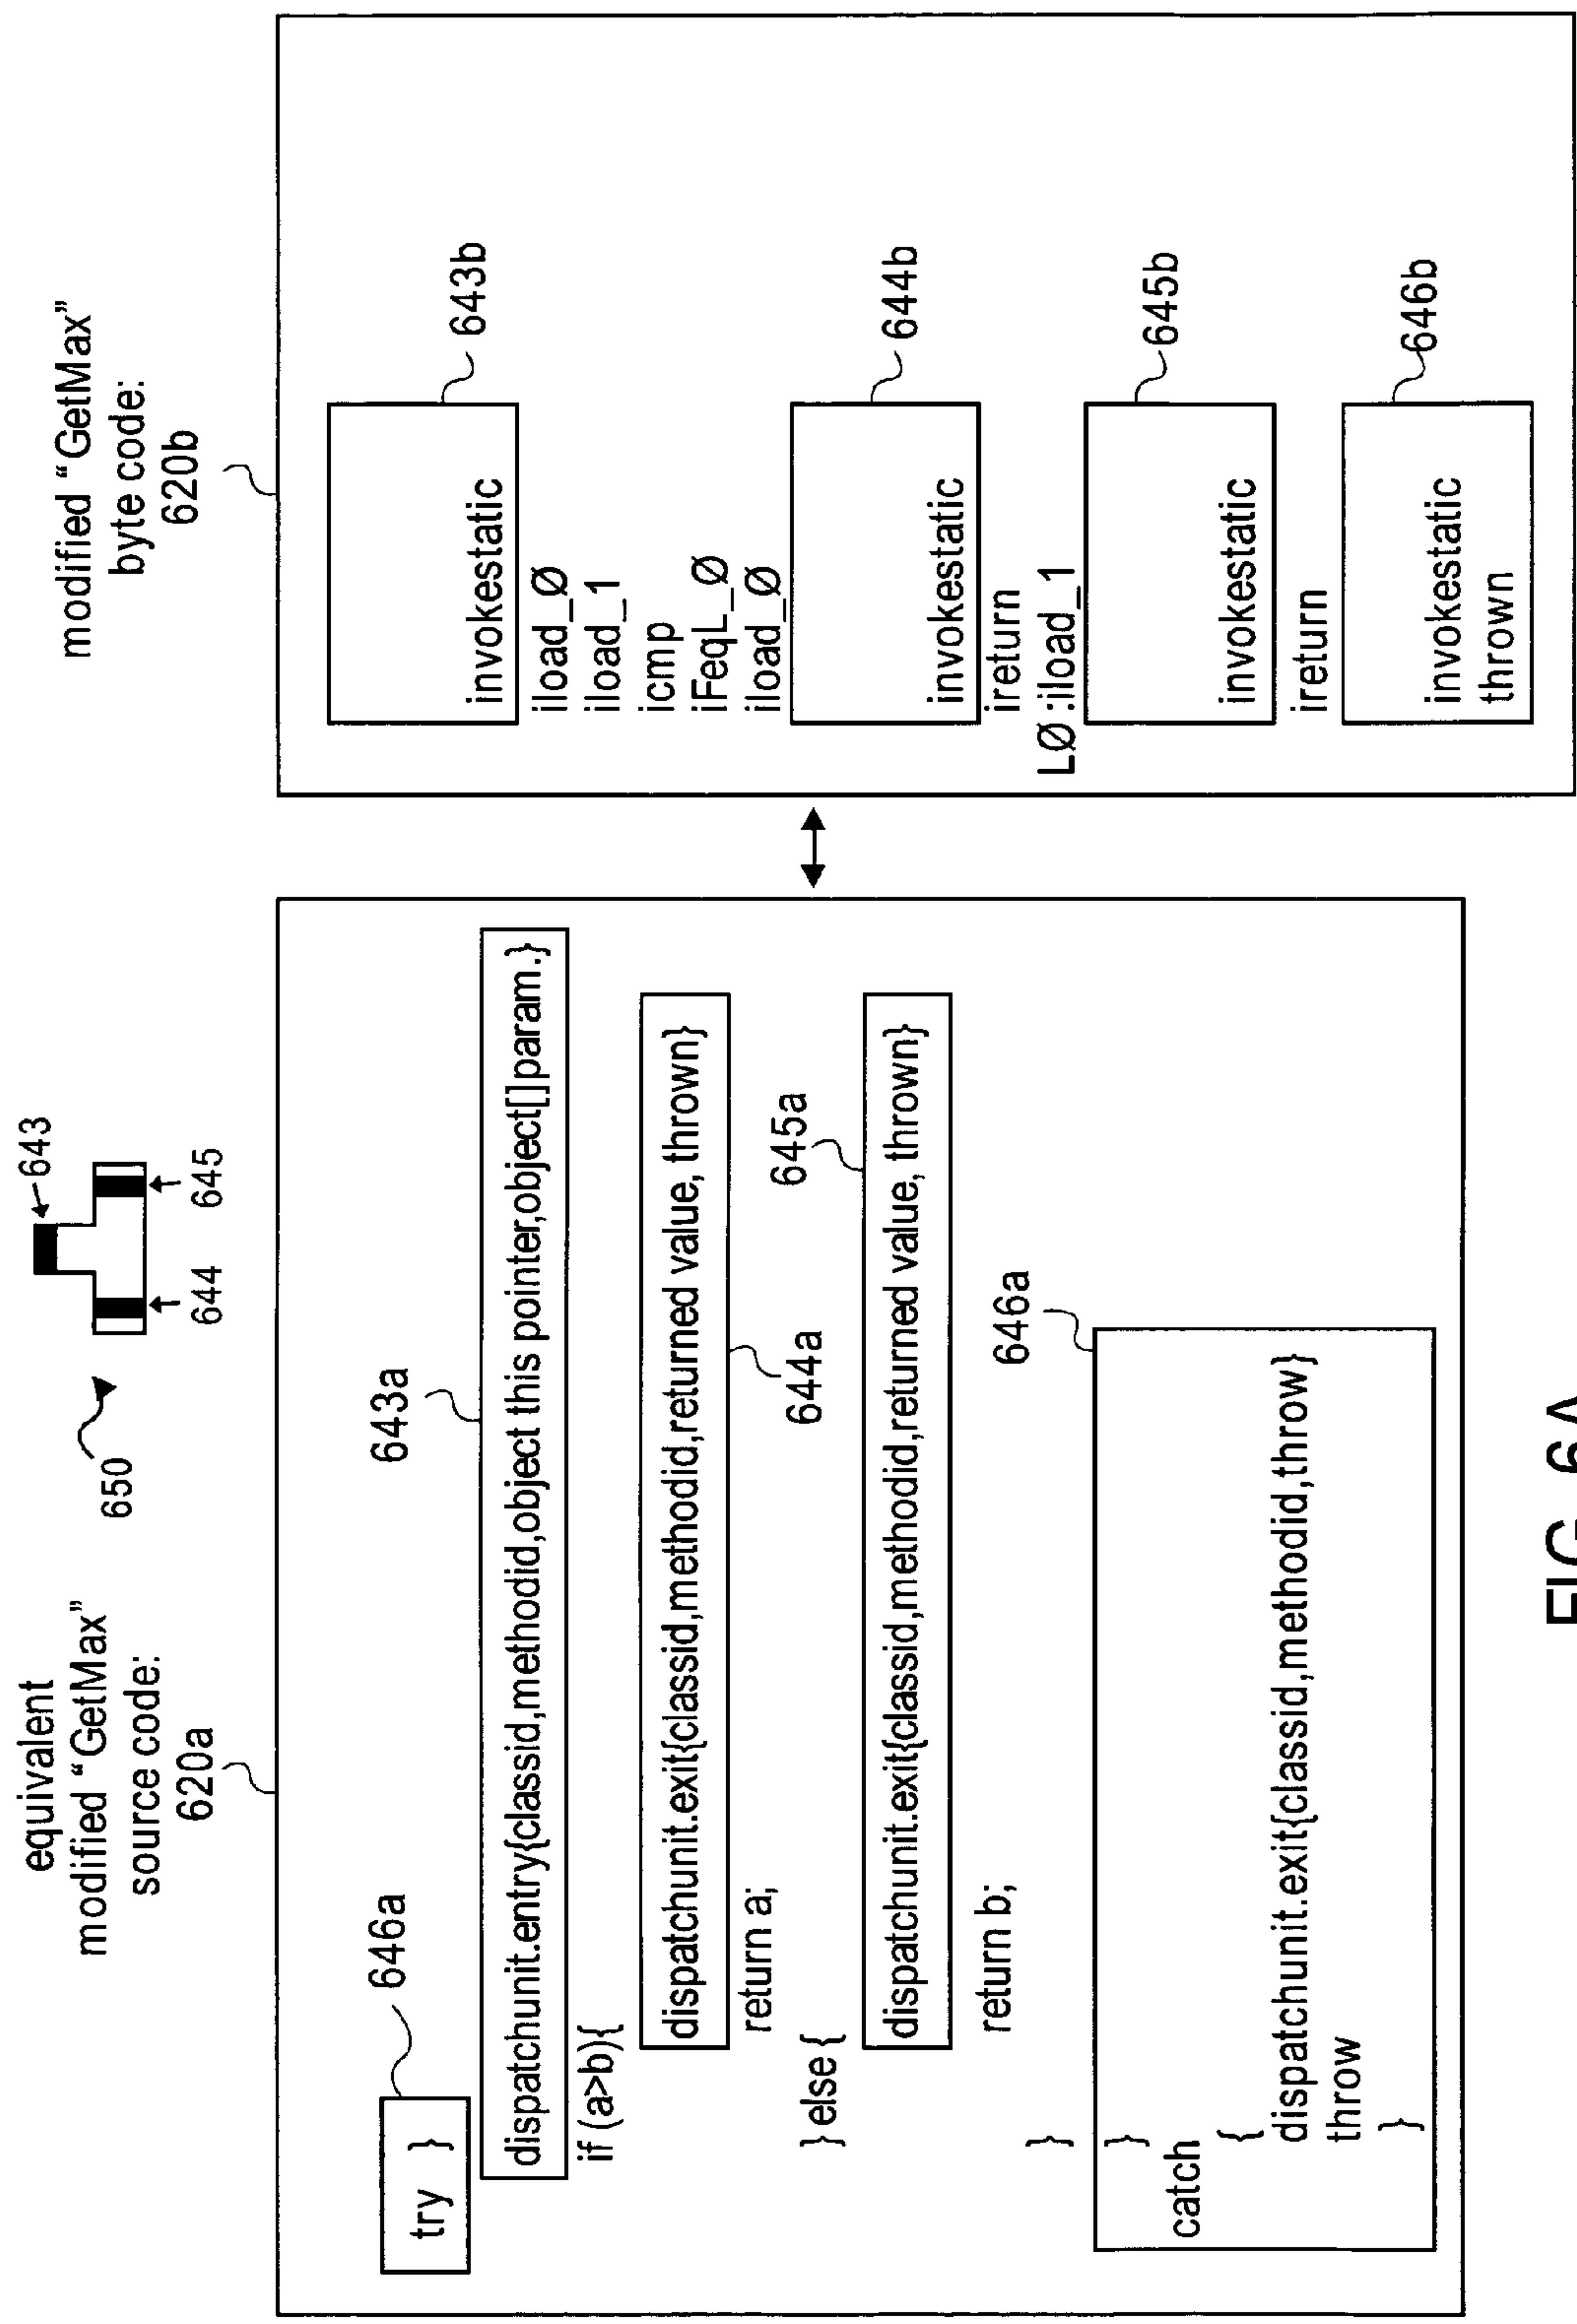 equivalent
modified “GetMax”
source code:
620a
650
643
644
645
646a
try }
643a
dispatchunit.entry{classid,methodid,object this pointer,object[]param.}
if (a>b){
dispatchunit.exit{classid,methodid,returned value, thrown}
644a
return a;
} else {
645a
dispatchunit.exit{classid,methodid,returned value, thrown}
return b;
}
646a
}
catch
{
dispatchunit.exit{classid,methodid,throw}
throw
}
modified “GetMax”
byte code:
620b
643b
invokestatic
iload_Ø
iload_1
icmp
iFeqL_Ø
iload_Ø
644b
invokestatic
ireturn
LØ:iload_1
645b
invokestatic
ireturn
646b
invokestatic
thrown
FIG. 6A